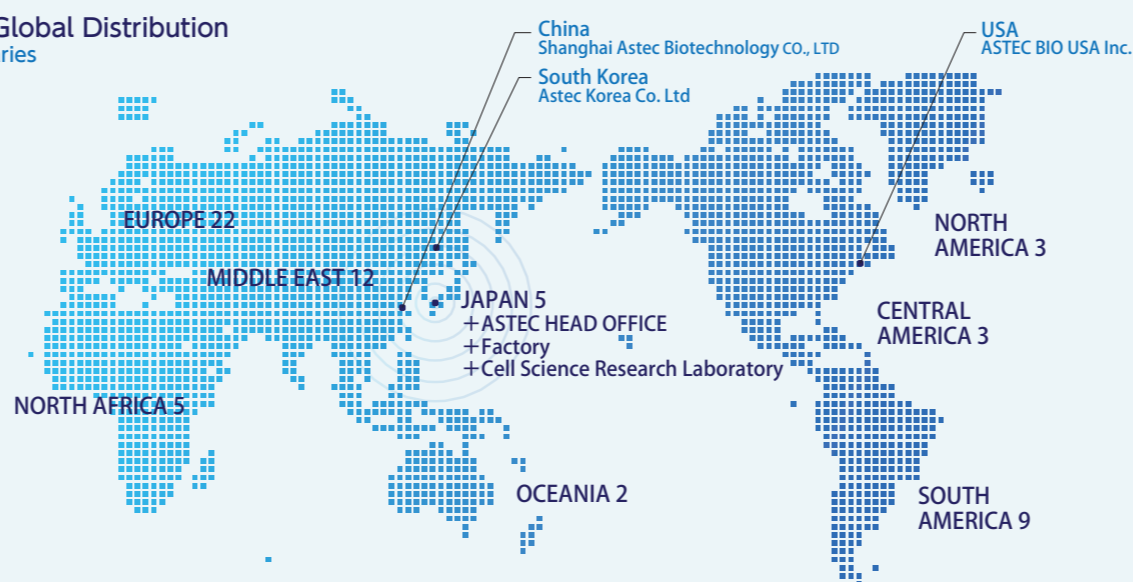 Global Distribution
ries
China
Shanghai Astec Biotechnology CO., LTD
South Korea
Astec Korea Co. Ltd
USA
ASTEC BIO USA Inc.
EUROPE 22
MIDDLE EAST 12
NORTH
AMERICA 3
JAPAN 5
+ASTEC HEAD OFFICE
+Factory
+Cell Science Research Laboratory
CENTRAL
AMERICA 3
NORTH AFRICA 5
OCEANIA 2
SOUTH
AMERICA 9